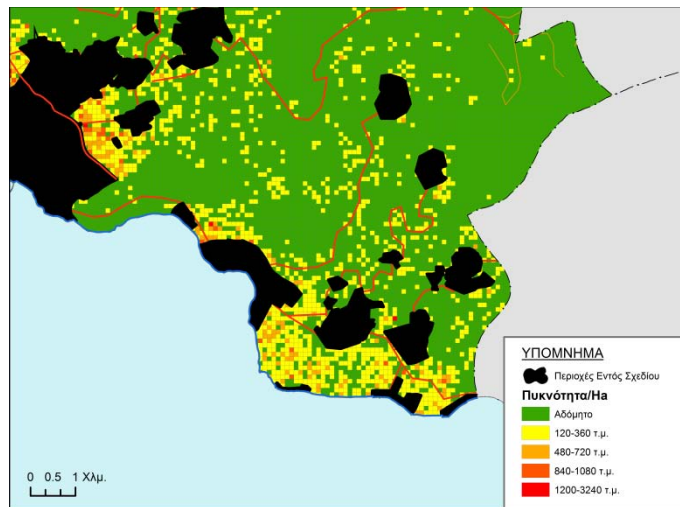 ΥΠΟΜΝΗΜΑ
Περιοχές Εντός Σχεδίου
Πυκνότητα/Ha
Αδόμητο
120-360 τ.μ.
480-720 τ.μ.
840-1080 τ.μ.
1200-3240 τ.μ.
0 0.5 1 Χλμ.